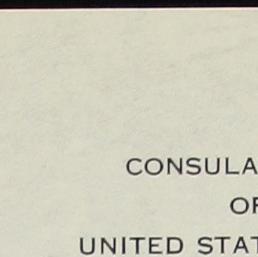 CONSULA
OF
UNITED STAT